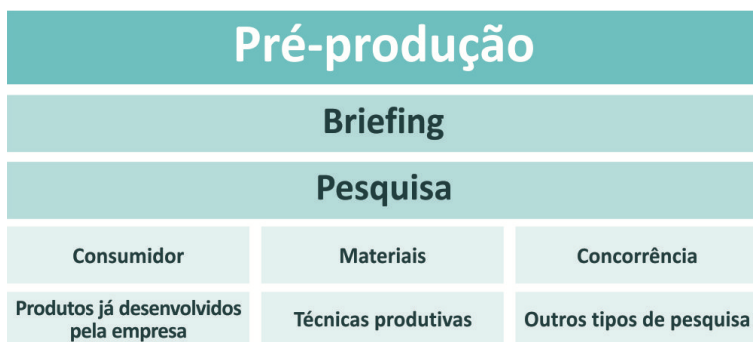 Pré-produção
Briefing
Pesquisa
Consumidor
Materiais
Concorrência
Produtos já desenvolvidos
pela empresa
Técnicas produtivas
Outros tipos de pesquisa